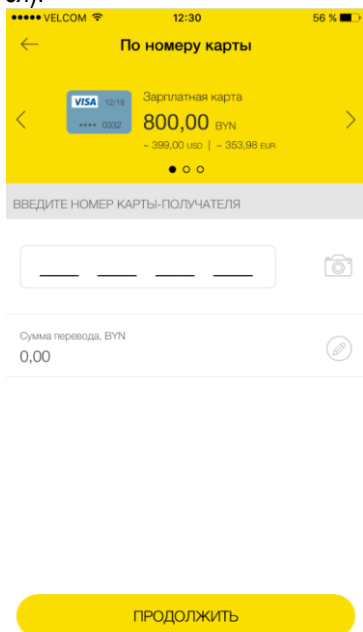 VELCOM 12:30 56 %
По номеру карты
VISA 12/18
**** 0332
Зарплатная карта
800,00 BYN
~ 399,00 USD | ~ 353,98 EUR
ВВЕДИТЕ НОМЕР КАРТЫ-ПОЛУЧАТЕЛЯ
Сумма перевода, BYN
0,00
ПРОДОЛЖИТЬ